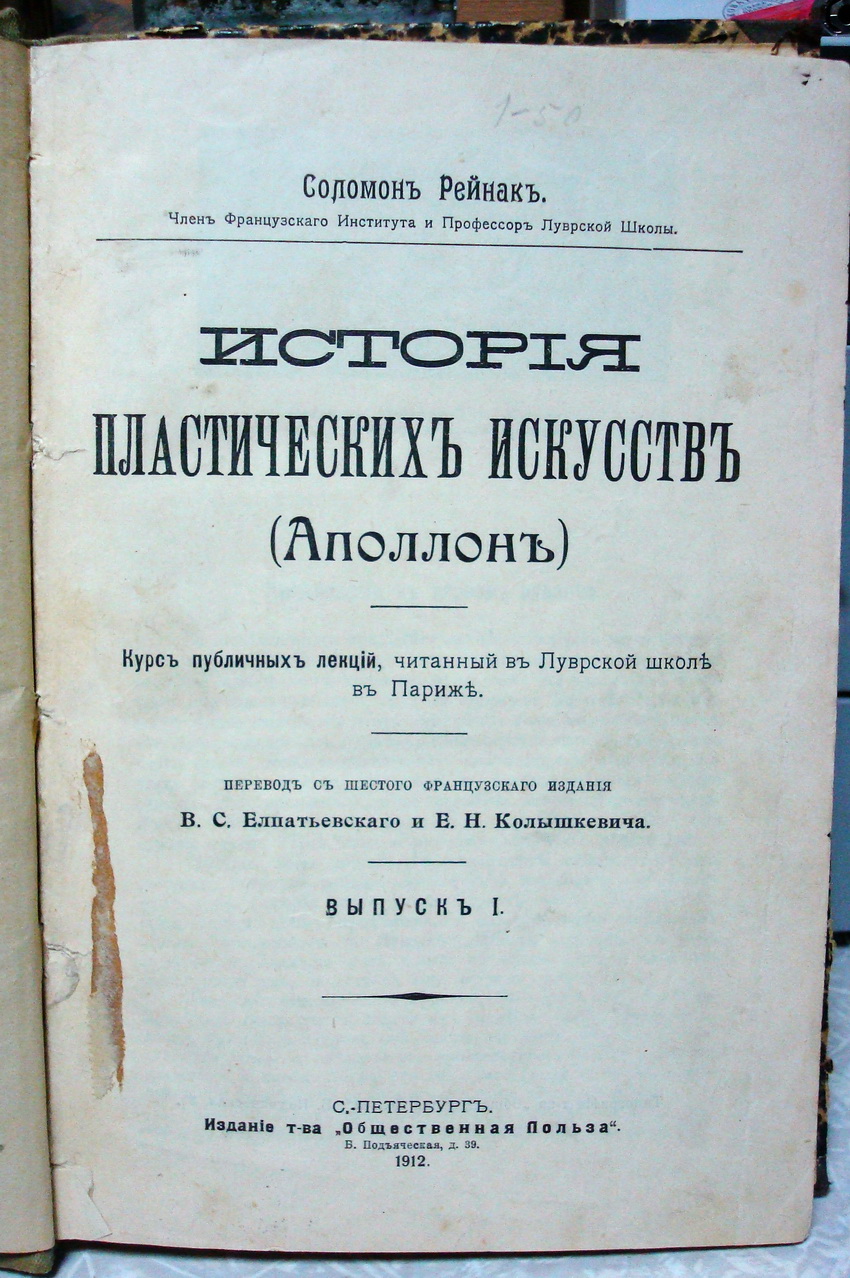 1-50
Соломонъ Рейнакъ.
Членъ Французскаго Института и Профессоръ Луврской Школы.
ИСТОРІЯ
ПЛАСТИЧЕСКИХЪ ИСКУССТВЪ
(Аполлонъ)
Курсъ публичныхъ лекцій, читанный въ Луврской школѣ
въ Парижѣ.
ПЕРЕВОДЪ СЪ ШЕСТОГО ФРАНЦУЗСКАГО ИЗДАНІЯ
В. С. Елпатьевскаго и Е. Н. Колышкевича.
ВЫПУСКЪ I.
С.-ПЕТЕРБУРГЪ.
Изданіе т-ва „Общественная Польза“.
Б. Подъяческая, д. 39.
1912.